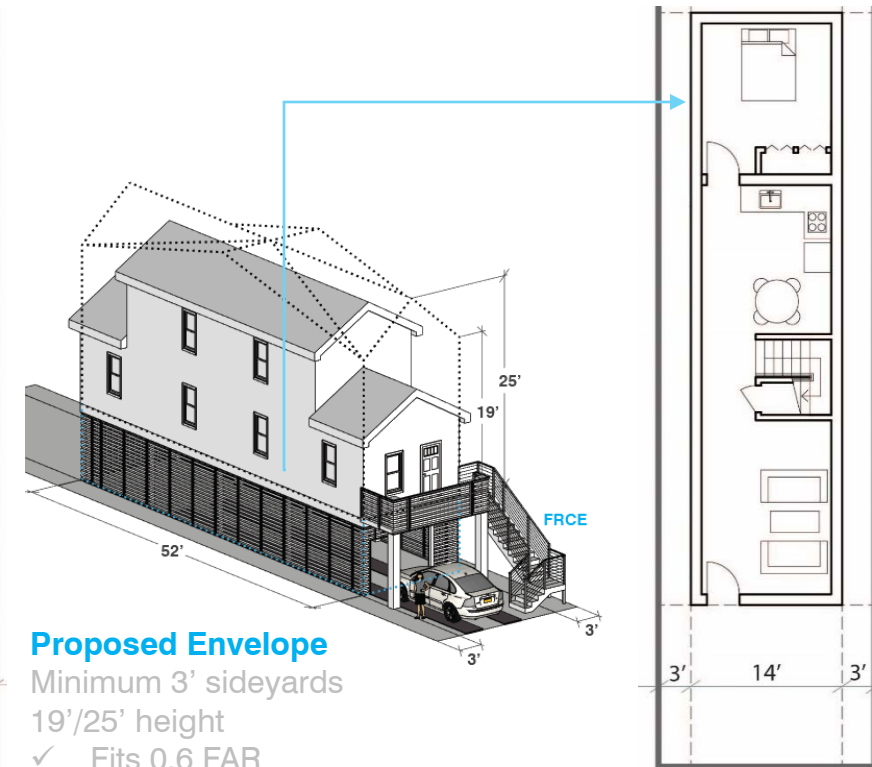 25’
19’
FRCE
52’
3’
3’
3’
14’
3’
Proposed Envelope
Minimum 3’ sideyards
19’/25’ height
✓ Fits 0.6 FAR